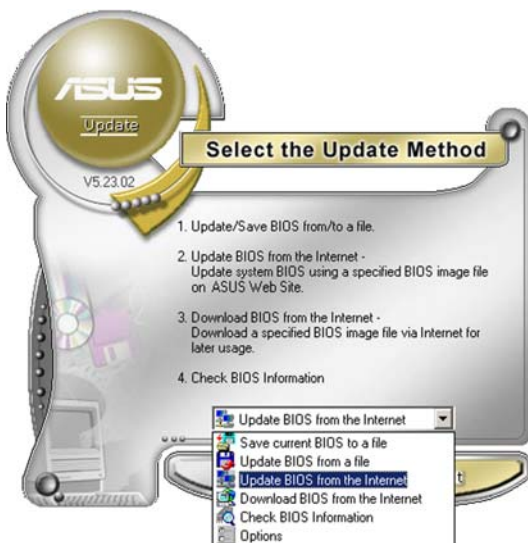 ASUS
Update
V5.23.02
Select the Update Method
1. Update/Save BIOS from/to a file.
2. Update BIOS from the Internet -
Update system BIOS using a specified BIOS image file
on ASUS Web Site.
3. Download BIOS from the Internet -
Download a specified BIOS image file via Internet for
later usage.
4. Check BIOS Information
Update BIOS from the Internet
Save current BIOS to a file
Update BIOS from a file
Update BIOS from the Internet
Download BIOS from the Internet
Check BIOS Information
Options